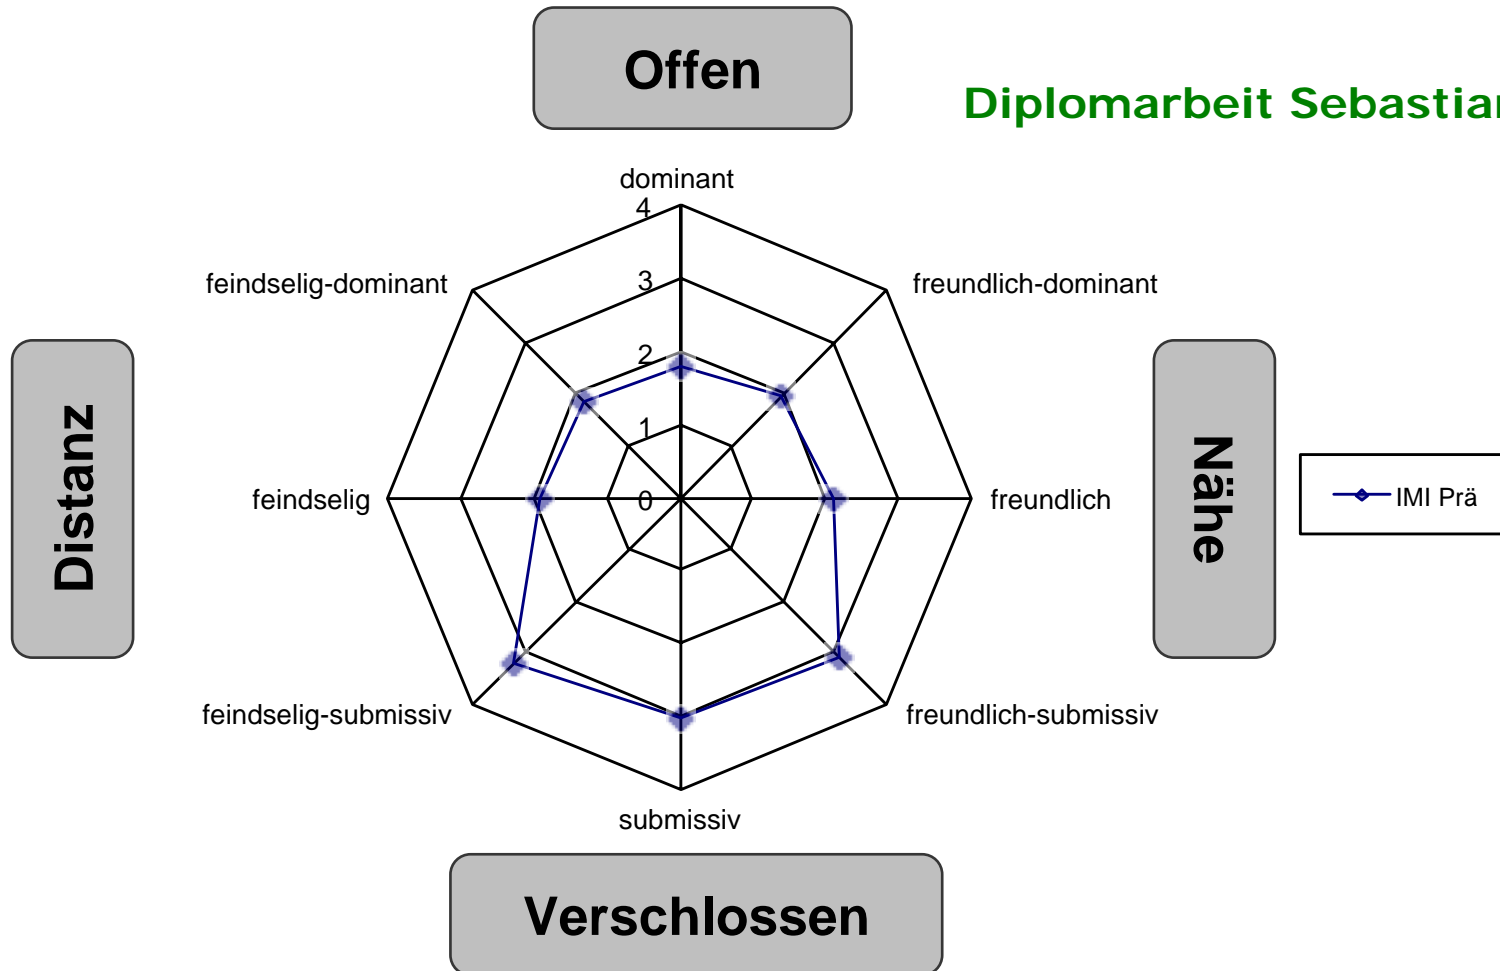 Offen
Diplomarbeit Sebastian
dominant
4
feindselig-dominant
3
freundlich-dominant
2
1
Distanz
feindselig
0
freundlich
Nähe
IMI Prä
feindselig-submissiv
freundlich-submissiv
submissiv
Verschlossen